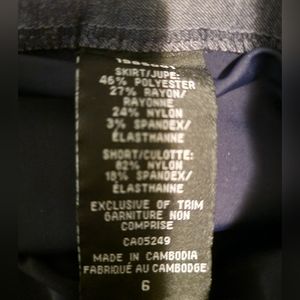 SKIRT/JUPE:
46% POLYESTER
27% RAYON/
RAYONNE
24% NYLON
3% SPANDEX/
ÉLASTHANNE
SHORT/CULOTTE:
82% NYLON
18% SPANDEX/
ÉLASTHANNE
EXCLUSIVE OF TRIM
GARNITURE NON
COMPRISE
CA05249
MADE IN CAMBODIA
FABRIQUÉ AU CAMBODGE
6